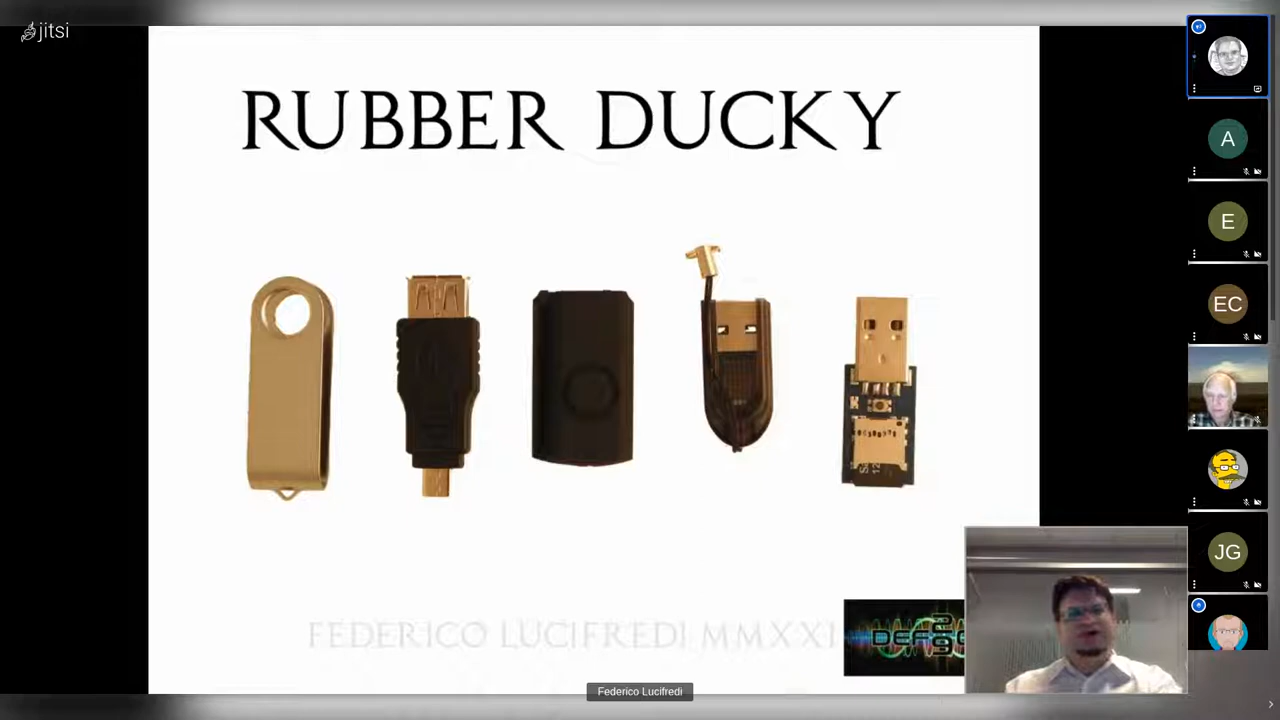 jitsi
RUBBER DUCKY
FEDERICO LUCIFREDI MMXXI
Federico Lucifredi
A
E
EC
JG